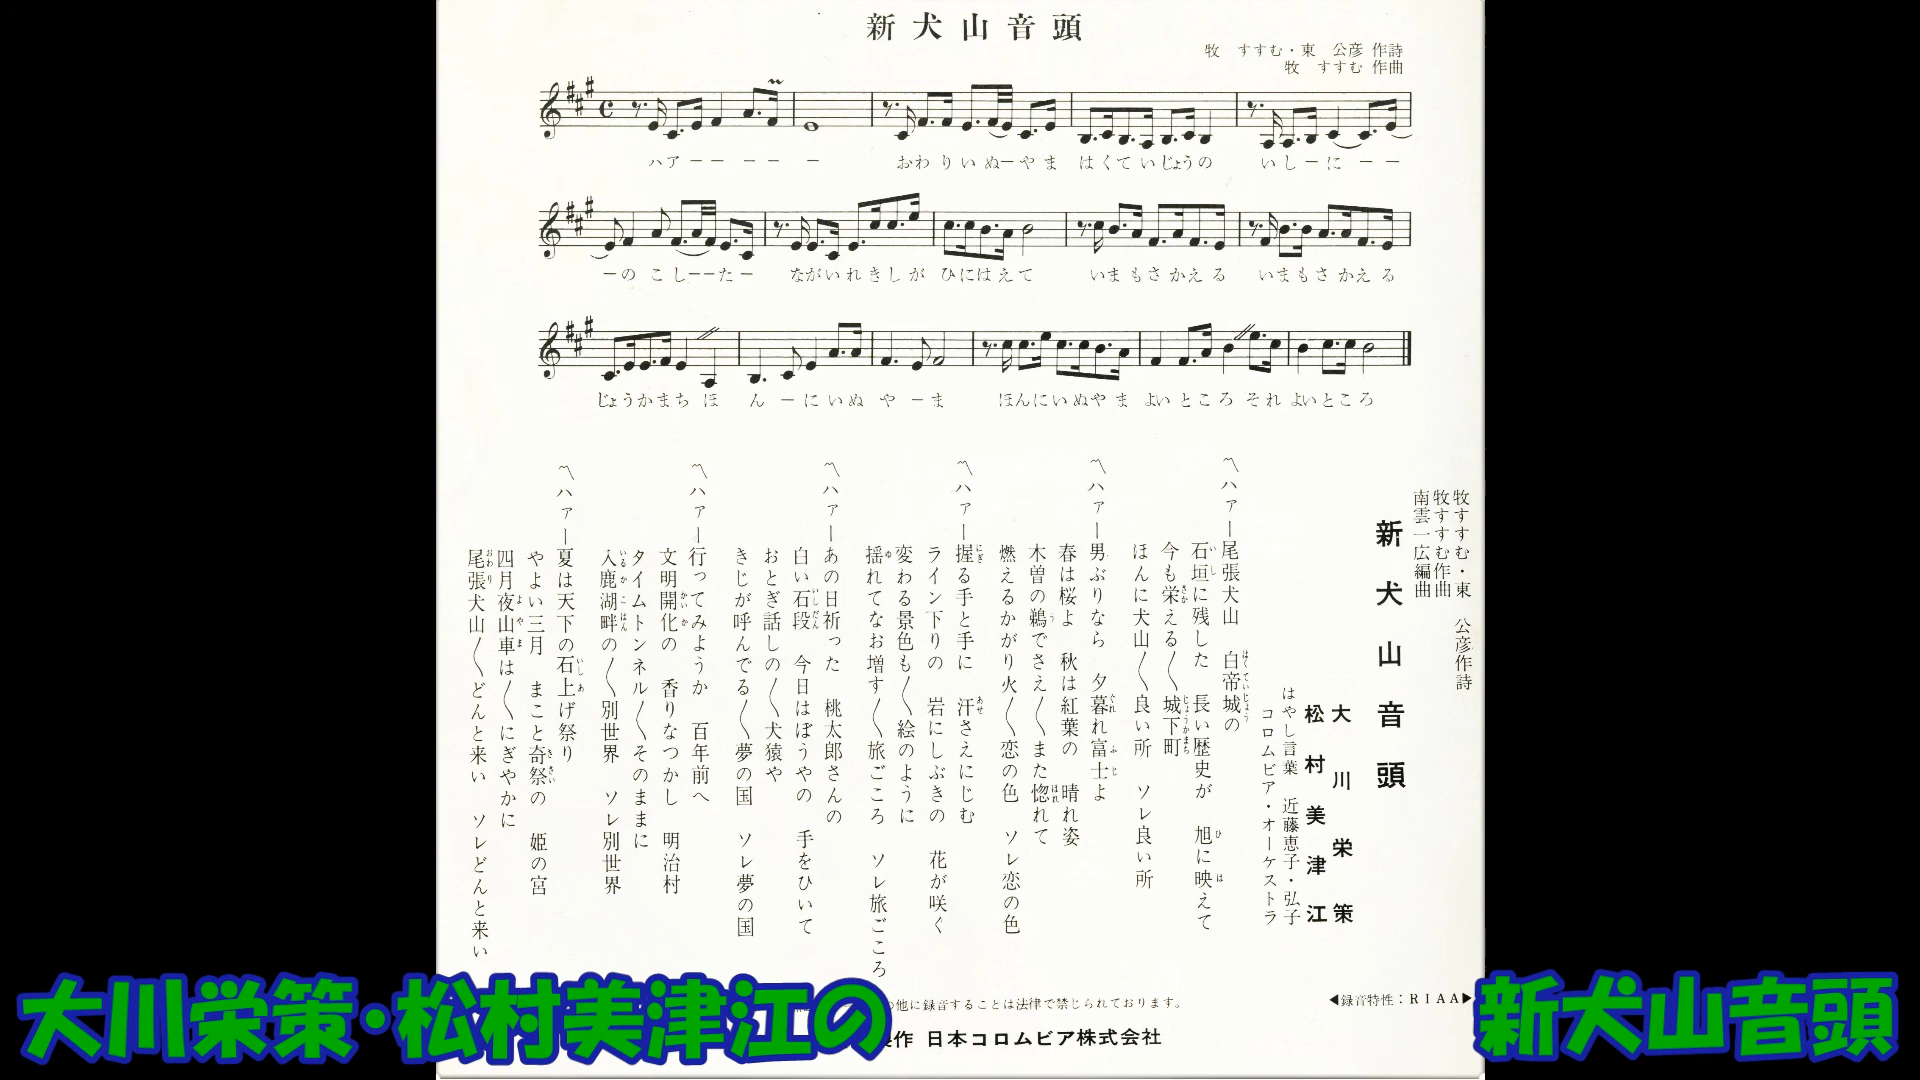 新犬山音頭
牧 すすむ・東 公彦 作詩
牧 すすむ 作曲
ハアーー ー ー ー おわりいぬーやま はくていじょうの いしーに ーー
ーの こしーーたー ながいれきしが ひにはえて いまもさかえる いまもさかえる
じょうかまち ほ んーにいぬ やーま ほんにいぬやま よいところ それ よいところ
牧すすむ・東 公彦作詩
牧すすむ作曲
南雲一広編曲
新犬山音頭
大川栄策
松村美津江
はやし言葉 近藤恵子・弘子
コロムビア・オーケストラ
〽ハァー尾張犬山 白帝城の
石垣に残した 長い歴史が 旭に映えて
今も栄える〱城下町
ほんに犬山〱良い所 ソレ良い所
〽ハァー男ぶりなら 夕暮れ富士よ
春は桜よ 秋は紅葉の 晴れ姿
木曽の鵜でさえ〱また惚れて
燃えるかがり火〱恋の色 ソレ恋の色
〽ハァー握る手と手に 汗さえにじむ
ライン下りの 岩にしぶきの 花が咲く
変わる景色も〱絵のように
揺れてなお増す〱旅ごころ ソレ旅ごころ
〽ハァーあの日祈った 桃太郎さんの
白い石段 今日はぼうやの 手をひいて
おとぎ話しの〱犬猿や
きじが呼んでる〱夢の国 ソレ夢の国
〽ハァー行ってみようか 百年前へ
文明開化の 香りなつかし 明治村
タイムトンネル〱そのままに
入鹿湖畔の〱別世界 ソレ別世界
〽ハァー夏は天下の石上げ祭り
やよい三月 まこと奇祭の 姫の宮
四月夜山車は〱にぎやかに
尾張犬山〱どんと来い ソレどんと来い
の他に録音することは法律で禁じられております。
◀録音特性：RIAA▶
作 日本コロムビア株式会社
大川栄策・松村美津江の
新犬山音頭